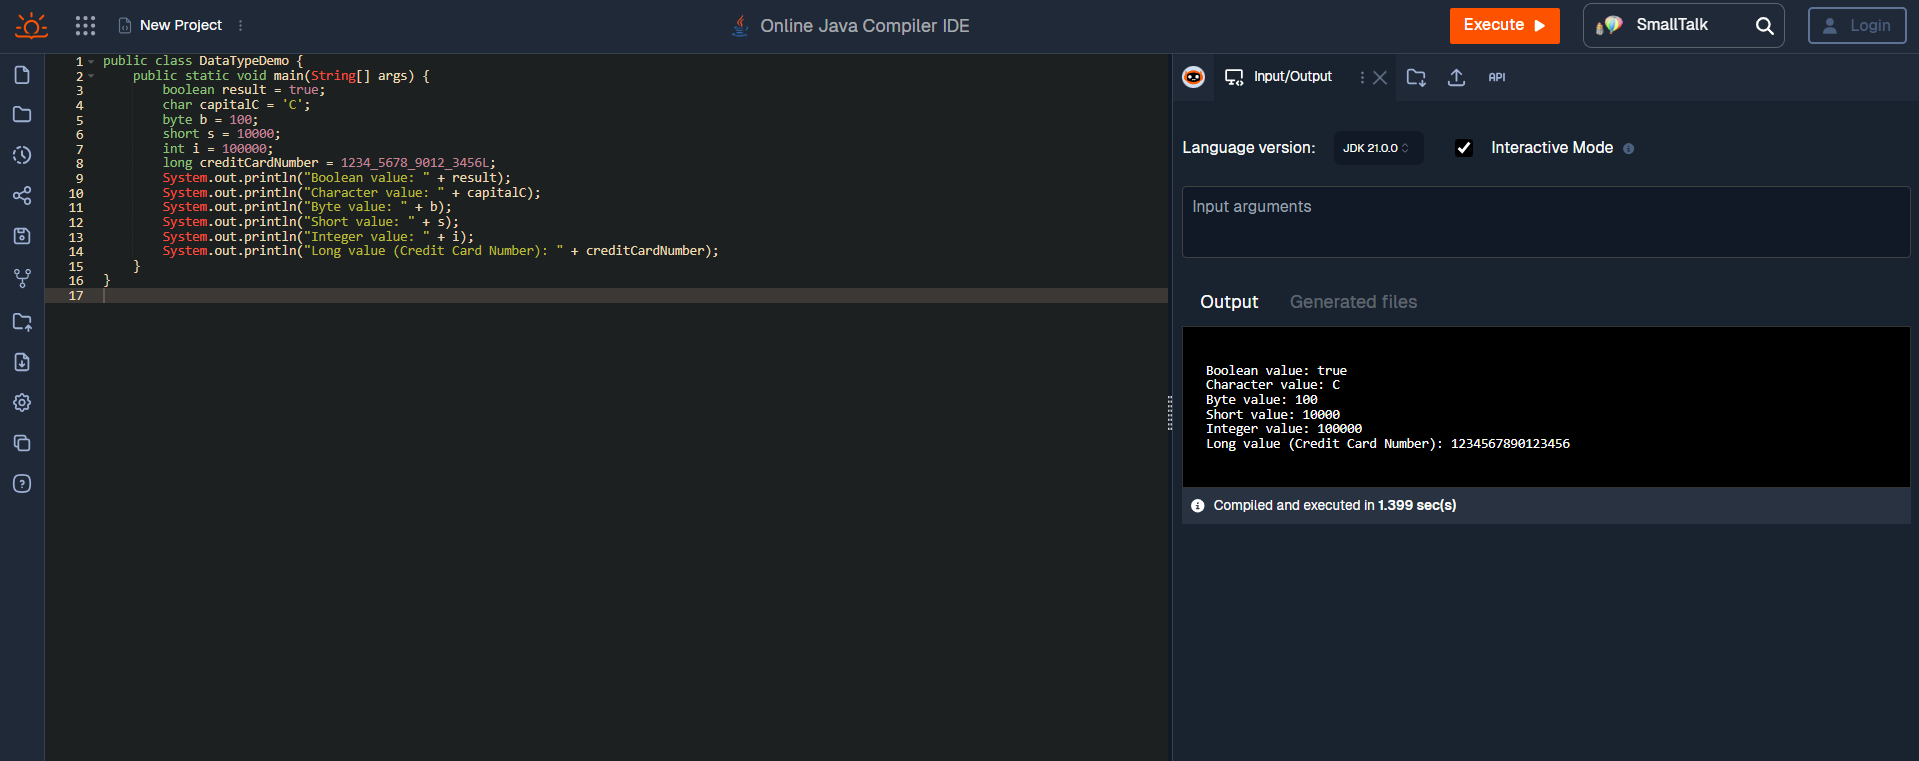 New Project
Online Java Compiler IDE
Execute
SmallTalk
Login
1 public class DataTypeDemo {
2     public static void main(String[] args) {
3         boolean result = true;
4         char capitalC = 'C';
5         byte b = 100;
6         short s = 10000;
7         int i = 100000;
8         long creditCardNumber = 1234_5678_9012_3456L;
9         System.out.println("Boolean value: " + result);
10         System.out.println("Character value: " + capitalC);
11         System.out.println("Byte value: " + b);
12         System.out.println("Short value: " + s);
13         System.out.println("Integer value: " + i);
14         System.out.println("Long value (Credit Card Number): " + creditCardNumber);
15     }
16 }
17
Input/Output
API
Language version:
JDK 21.0.0
Interactive Mode
Input arguments
Output
Generated files
Boolean value: true
Character value: C
Byte value: 100
Short value: 10000
Integer value: 100000
Long value (Credit Card Number): 1234567890123456
Compiled and executed in 1.399 sec(s)